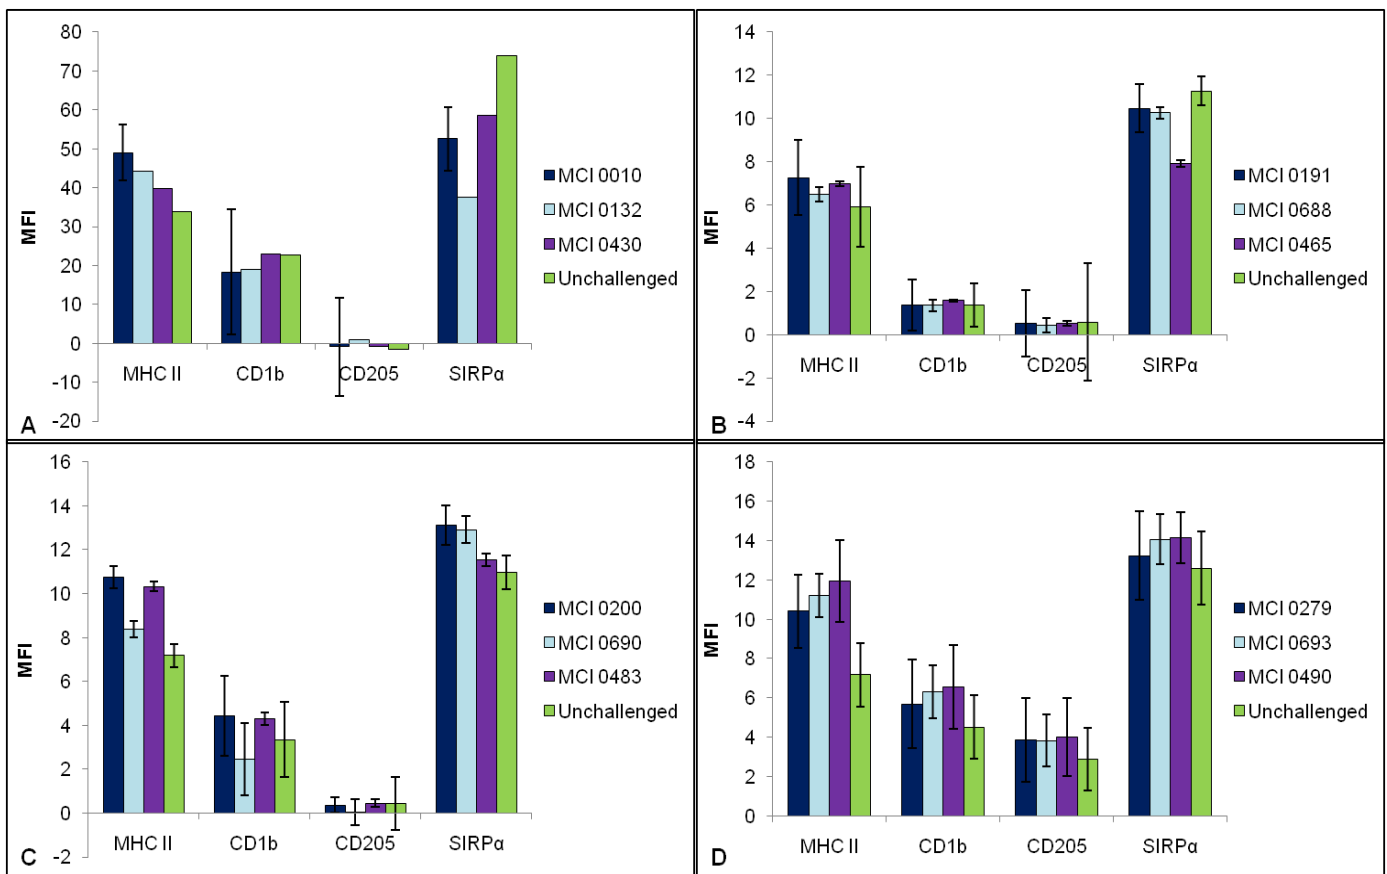 80
70
60
50
40
30
20
10
0
-10
-20
MFI
MHC II CD1b CD205 SIRPα
MCI 0010
MCI 0132
MCI 0430
Unchallenged
A
14
12
10
8
6
4
2
0
-2
-4
MFI
MHC II CD1b CD205 SIRPα
MCI 0191
MCI 0688
MCI 0465
Unchallenged
B
16
14
12
10
8
6
4
2
0
-2
MFI
MHC II CD1b CD205 SIRPα
MCI 0200
MCI 0690
MCI 0483
Unchallenged
C
18
16
14
12
10
8
6
4
2
0
MFI
MHC II CD1b CD205 SIRPα
MCI 0279
MCI 0693
MCI 0490
Unchallenged
D